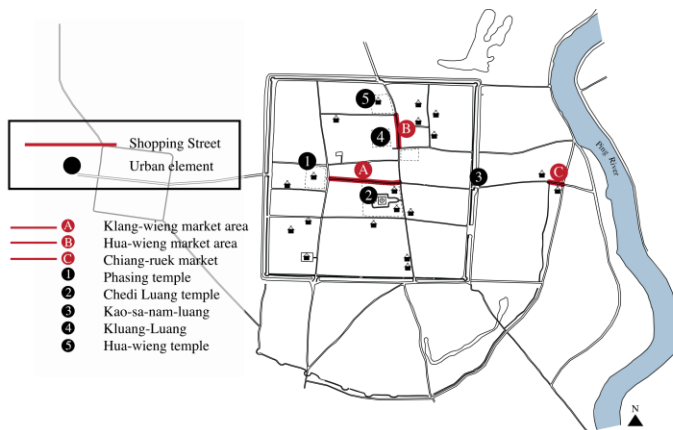 Shopping Street
Urban element
A Klang-wieng market area
B Hua-wieng market area
C Chiang-ruek market
1 Phasing temple
2 Chedi Luang temple
3 Kao-sa-nam-luang
4 Kluang-Luang
5 Hua-wieng temple
5
B
4
1
A
2
3
C
Ping River
N